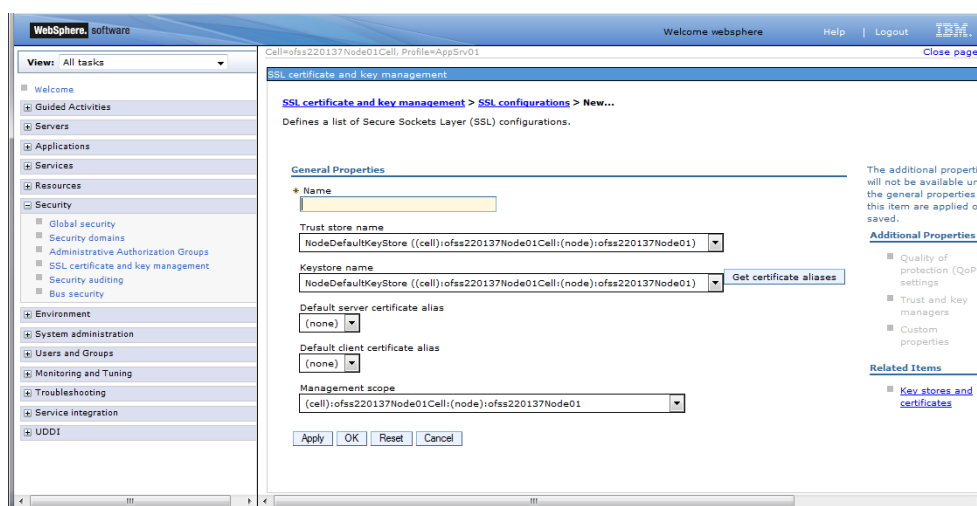 WebSphere. software
Welcome websphere
Help | Logout
IBM.
View: All tasks
Cell=ofss220137Node01Cell, Profile=AppSrv01
Close page
Welcome
Guided Activities
Servers
Applications
Services
Resources
Security
Global security
Security domains
Administrative Authorization Groups
SSL certificate and key management
Security auditing
Bus security
Environment
System administration
Users and Groups
Monitoring and Tuning
Troubleshooting
Service integration
UDDI
SSL certificate and key management
SSL certificate and key management > SSL configurations > New...
Defines a list of Secure Sockets Layer (SSL) configurations.
General Properties
* Name
Trust store name
NodeDefaultKeyStore ((cell):ofss220137Node01Cell:(node):ofss220137Node01)
Keystore name
NodeDefaultKeyStore ((cell):ofss220137Node01Cell:(node):ofss220137Node01)
Get certificate aliases
Default server certificate alias
(none)
Default client certificate alias
(none)
Management scope
(cell):ofss220137Node01Cell:(node):ofss220137Node01
Apply OK Reset Cancel
The additional properti
will not be available un
the general properties
this item are applied o
saved.
Additional Properties
Quality of
protection (QoP
settings
Trust and key
managers
Custom
properties
Related Items
Key stores and
certificates